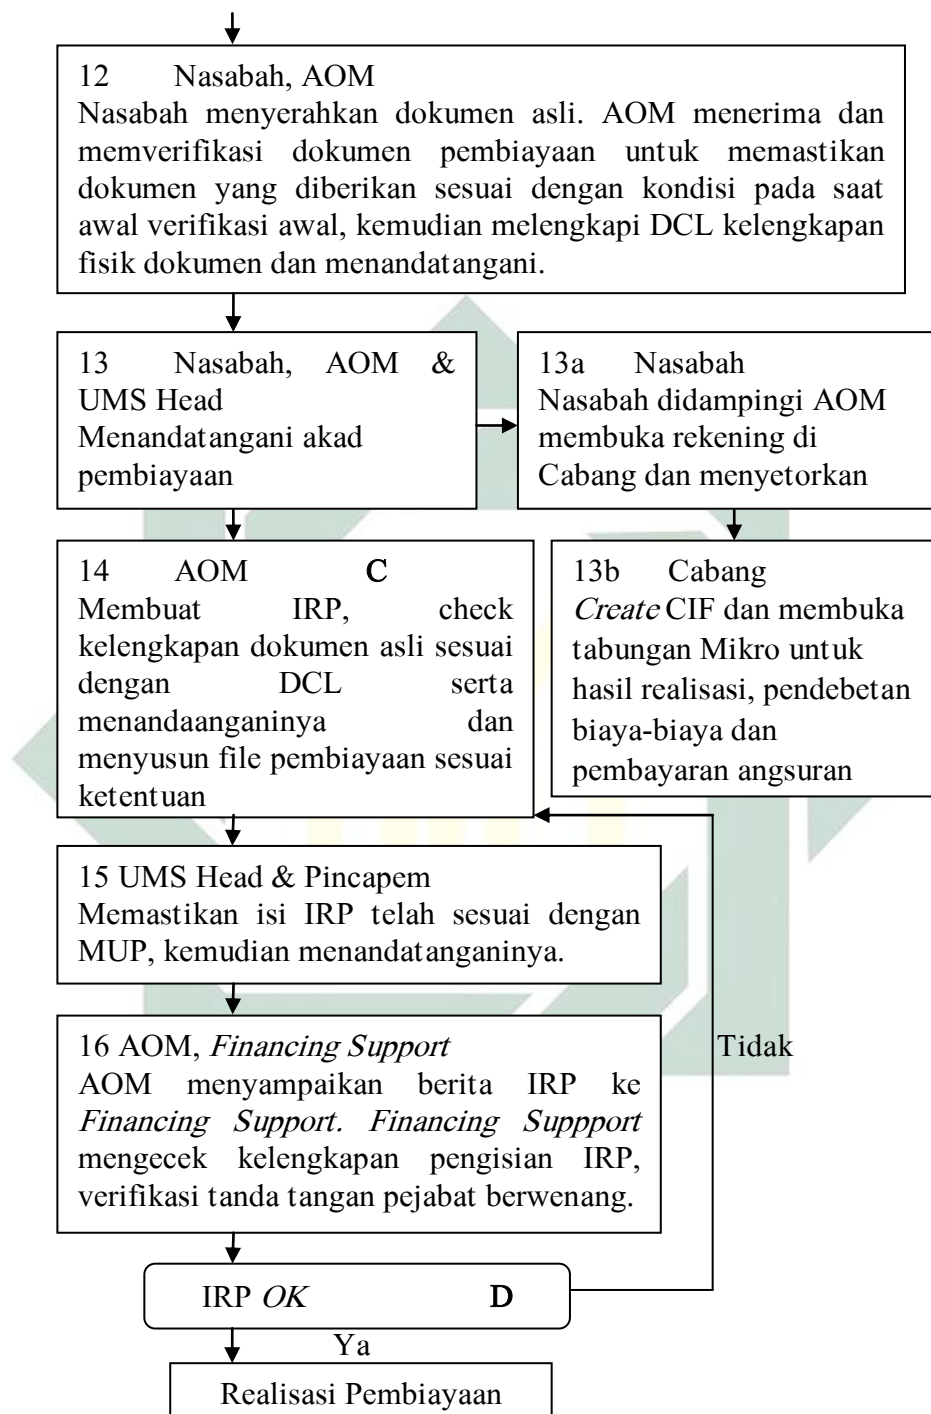 12 Nasabah, AOM
Nasabah menyerahkan dokumen asli. AOM menerima dan
memverifikasi dokumen pembiayaan untuk memastikan
dokumen yang diberikan sesuai dengan kondisi pada saat
awal verifikasi awal, kemudian melengkapi DCL kelengkapan
fisik dokumen dan menandatangani.
13 Nasabah, AOM &
UMS Head
Menandatangani akad
pembiayaan
13a Nasabah
Nasabah didampingi AOM
membuka rekening di
Cabang dan menyetorkan
14 AOM C
Membuat IRP, check
kelengkapan dokumen asli sesuai
dengan DCL serta
menandaanganinya dan
menyusun file pembiayaan sesuai
ketentuan
13b Cabang
Create CIF dan membuka
tabungan Mikro untuk
hasil realisasi, pendebetan
biaya-biaya dan
pembayaran angsuran
15 UMS Head & Pincapem
Memastikan isi IRP telah sesuai dengan
MUP, kemudian menandatanganinya.
16 AOM, Financing Support
AOM menyampaikan berita IRP ke
Financing Support. Financing Suppport
mengecek kelengkapan pengisian IRP,
verifikasi tanda tangan pejabat berwenang.
Tidak
IRP OK D
Ya
Realisasi Pembiayaan